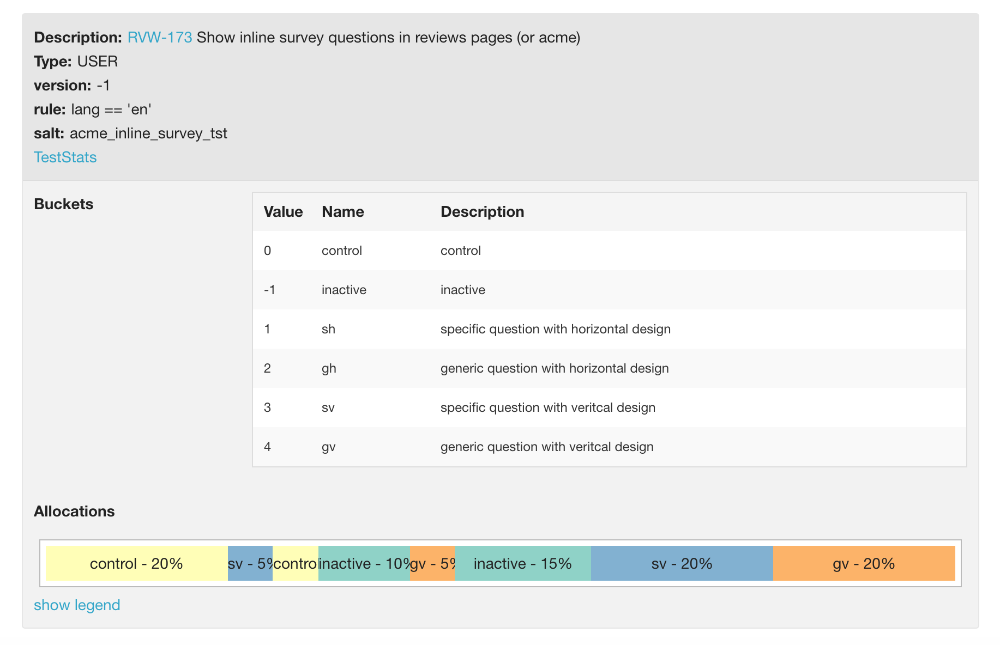 Description: RVW-173 Show inline survey questions in reviews pages (or acme)
Type: USER
version: -1
rule: lang == 'en'
salt: acme_inline_survey_tst
TestStats
Buckets
Value Name Description
0 control control
-1 inactive inactive
1 sh specific question with horizontal design
2 gh generic question with horizontal design
3 sv specific question with veritcal design
4 gv generic question with veritcal design
Allocations
control - 20% sv - 5% control inactive - 10% gv - 5% inactive - 15% sv - 20% gv - 20%
show legend